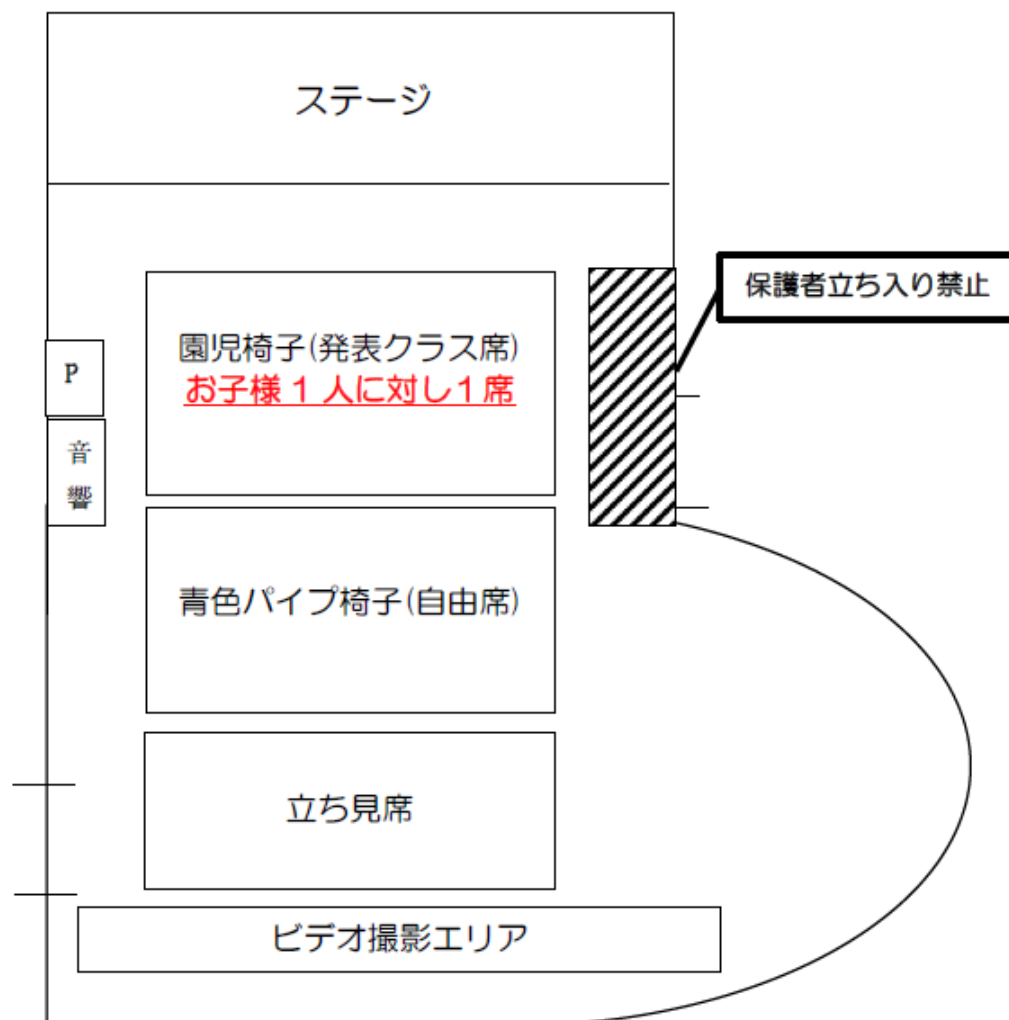 ステージ
保護者立ち入り禁止
園児椅子(発表クラス席)
お子様1人に対し1席
P
音
響
青色パイプ椅子(自由席)
立ち見席
ビデオ撮影エリア